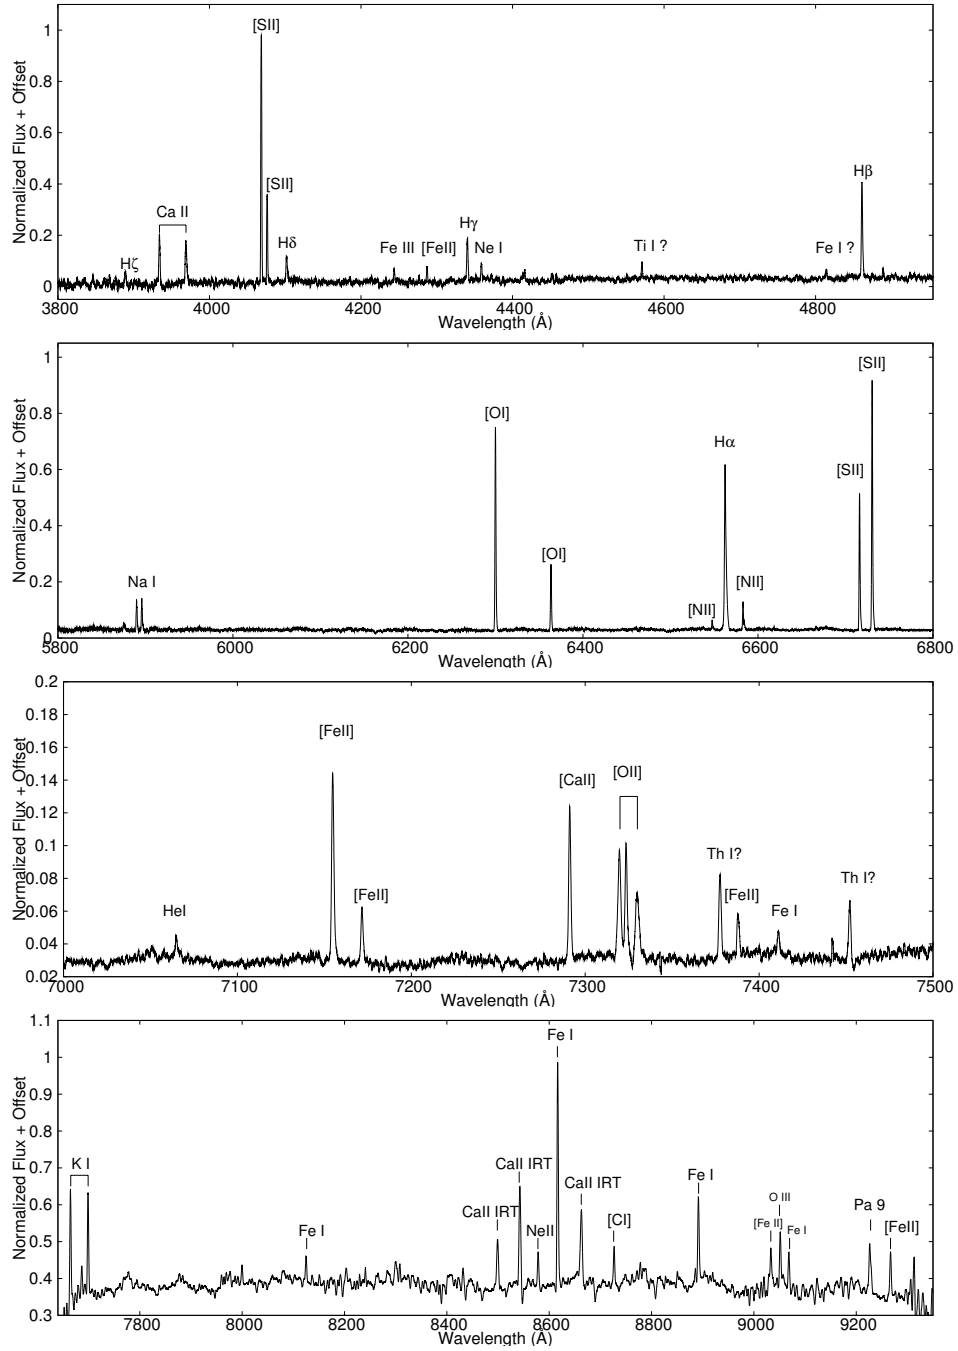 Normalized Flux + Offset
1
0.8
0.6
0.4
0.2
0
[SII]
[SII]
Ca II
Hζ
Hδ
Fe III [FeII]
Hγ
Ne I
Ti I ?
Fe I ?
Hβ
3800 4000 4200 4400 4600 4800
Wavelength (Å)
Normalized Flux + Offset
1
0.8
0.6
0.4
0.2
0
Na I
[OI]
[OI]
Hα
[NII]
[NII]
[SII]
[SII]
5800 6000 6200 6400 6600 6800
Wavelength (Å)
Normalized Flux + Offset
0.2
0.18
0.16
0.14
0.12
0.1
0.08
0.06
0.04
0.02
HeI
[FeII]
[FeII]
[CaII]
[OII]
Th I?
[FeII]
Fe I
Th I?
7000 7100 7200 7300 7400 7500
Wavelength (Å)
Normalized Flux + Offset
1.1
1
0.9
0.8
0.7
0.6
0.5
0.4
0.3
K I
Fe I
CaII IRT
CaII IRT
NeII
Fe I
CaII IRT
[CI]
Fe I
[Fe II]
O III
Fe I
Pa 9
[FeII]
7800 8000 8200 8400 8600 8800 9000 9200
Wavelength (Å)